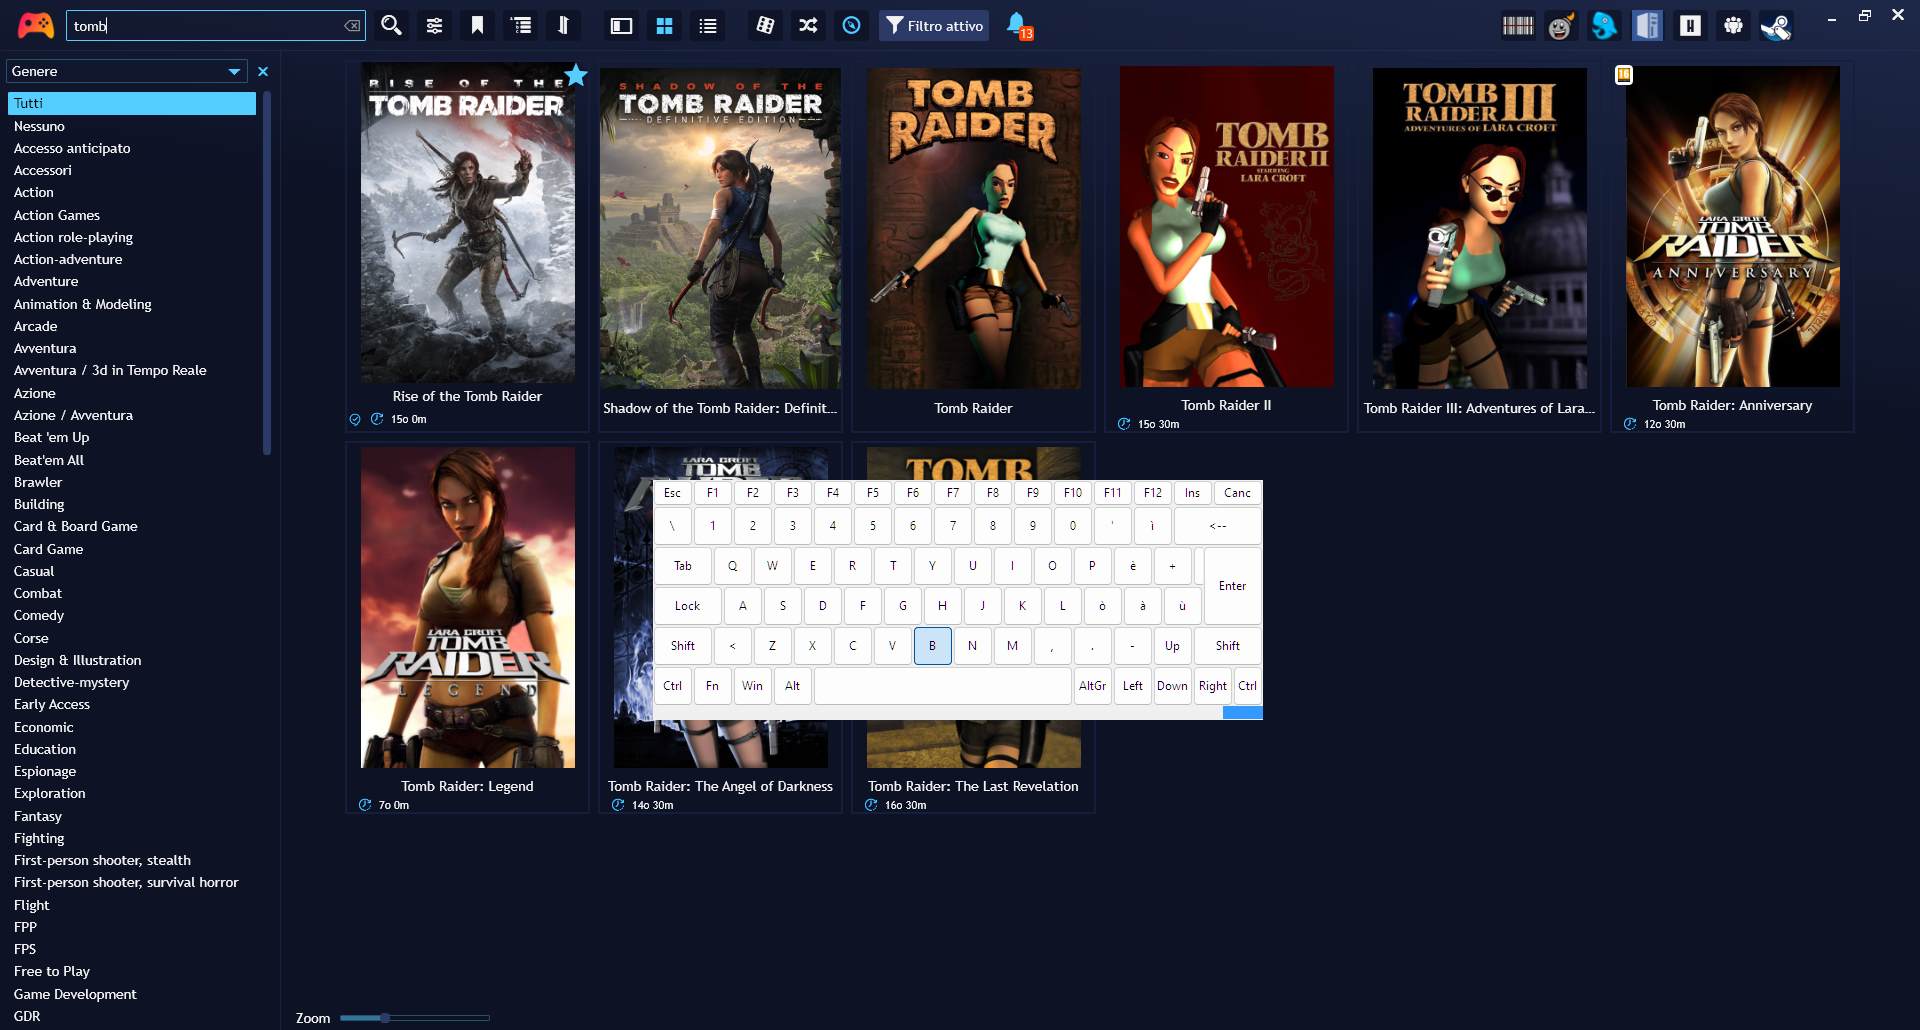 tomb
Filtro attivo
13
Genere
Tutti
Nessuno
Accesso anticipato
Accessori
Action
Action Games
Action role-playing
Action-adventure
Adventure
Animation & Modeling
Arcade
Avventura
Avventura / 3d in Tempo Reale
Azione
Azione / Avventura
Beat 'em Up
Beat'em All
Brawler
Building
Card & Board Game
Card Game
Casual
Combat
Comedy
Corse
Design & Illustration
Detective-mystery
Early Access
Economic
Education
Espionage
Exploration
Fantasy
Fighting
First-person shooter, stealth
First-person shooter, survival horror
Flight
FPP
FPS
Free to Play
Game Development
GDR
RISE OF THE
TOMB RAIDER
Rise of the Tomb Raider
15o 0m
SHADOW OF THE
TOMB RAIDER
DEFINITIVE EDITION
Shadow of the Tomb Raider: Definit...
TOMB
RAIDER
Tomb Raider
TOMB
RAIDER II
STARRING
LARA CROFT
Tomb Raider II
15o 30m
TOMB
RAIDER III
ADVENTURES OF LARA CROFT
Tomb Raider III: Adventures of Lara...
16
LARA CROFT
TOMB
RAIDER
ANNIVERSARY
Tomb Raider: Anniversary
12o 30m
LARA CROFT
TOMB
RAIDER
LEGEND
Tomb Raider: Legend
7o 0m
LARA CROFT
TOMB
Tomb Raider: The Angel of Darkness
14o 30m
TOMB
Tomb Raider: The Last Revelation
16o 30m
Esc F1 F2 F3 F4 F5 F6 F7 F8 F9 F10 F11 F12 Ins Canc
\ 1 2 3 4 5 6 7 8 9 0 ' ì <--
Tab Q W E R T Y U I O P è + Enter
Lock A S D F G H J K L ò à ù
Shift < Z X C V B N M , . - Up Shift
Ctrl Fn Win Alt AltGr Left Down Right Ctrl
Zoom